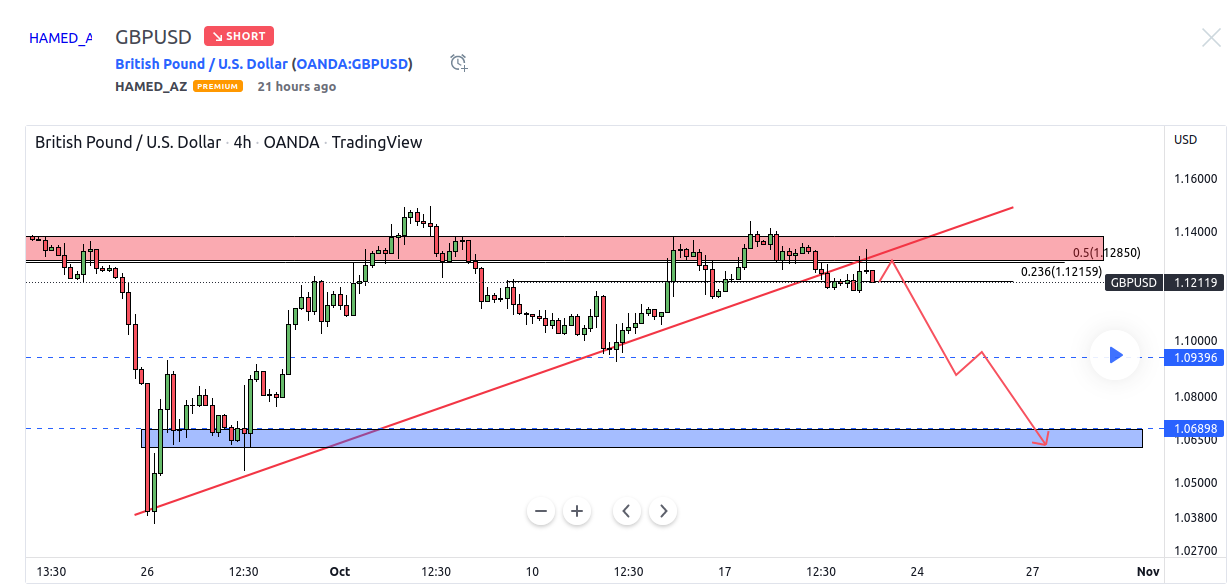 HAMED_A
GBPUSD SHORT
British Pound / U.S. Dollar (OANDA:GBPUSD)
HAMED_AZ PREMIUM 21 hours ago
British Pound / U.S. Dollar · 4h · OANDA · TradingView
USD
1.16000
1.14000
0.5(1.12850)
0.236(1.12159)
GBPUSD 1.12119
1.10000
1.09396
1.08000
1.06898
1.06500
1.05000
1.03800
1.02700
13:30 26 12:30 Oct 12:30 10 12:30 17 12:30 24 27 Nov